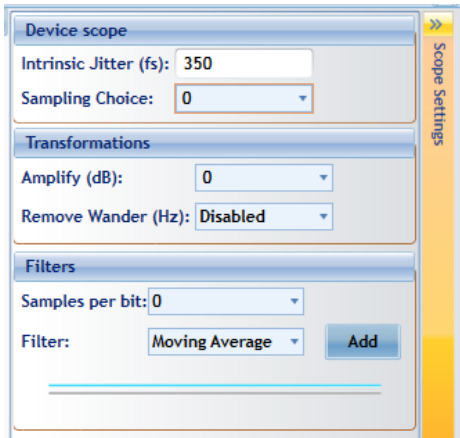 Device scope
Intrinsic Jitter (fs): 350
Sampling Choice: 0
Transformations
Amplify (dB): 0
Remove Wander (Hz): Disabled
Filters
Samples per bit: 0
Filter: Moving Average Add
» Scope Settings